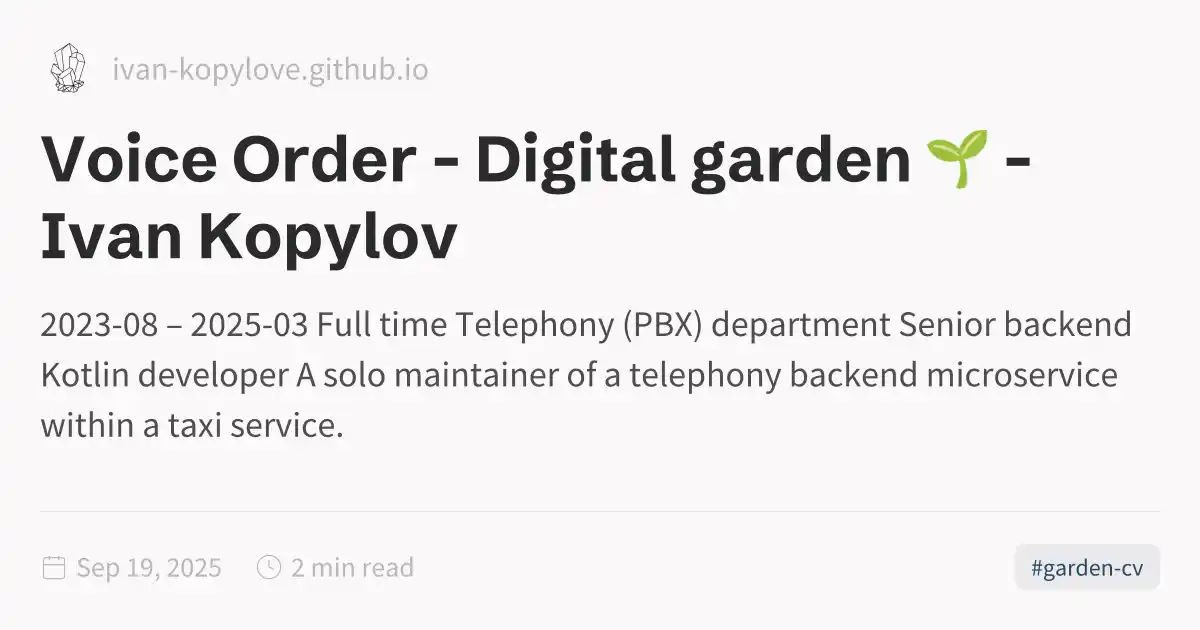 ivan-kopylove.github.io
Voice Order - Digital garden 🌱 -
Ivan Kopylov
2023-08 – 2025-03 Full time Telephony (PBX) department Senior backend
Kotlin developer A solo maintainer of a telephony backend microservice
within a taxi service.
Sep 19, 2025
2 min read
#garden-cv